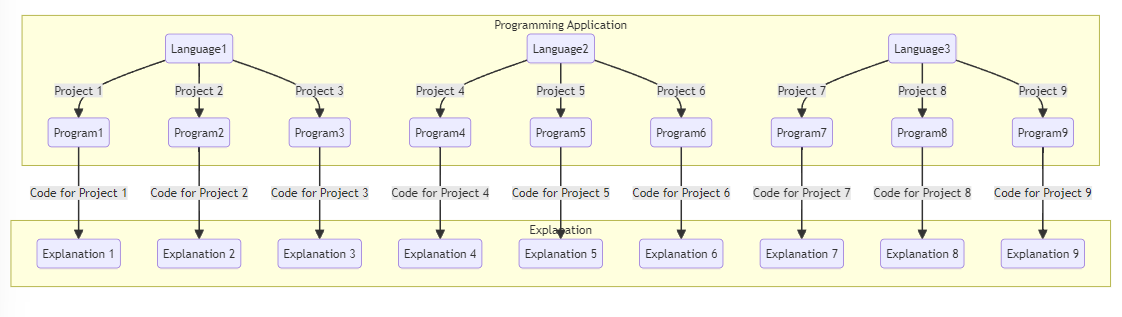 Programming Application
Language1 Language2 Language3
Project 1 Project 2 Project 3 Project 4 Project 5 Project 6 Project 7 Project 8 Project 9
Program1 Program2 Program3 Program4 Program5 Program6 Program7 Program8 Program9
Code for Project 1 Code for Project 2 Code for Project 3 Code for Project 4 Code for Project 5 Code for Project 6 Code for Project 7 Code for Project 8 Code for Project 9
Explanation
Explanation 1 Explanation 2 Explanation 3 Explanation 4 Explanation 5 Explanation 6 Explanation 7 Explanation 8 Explanation 9